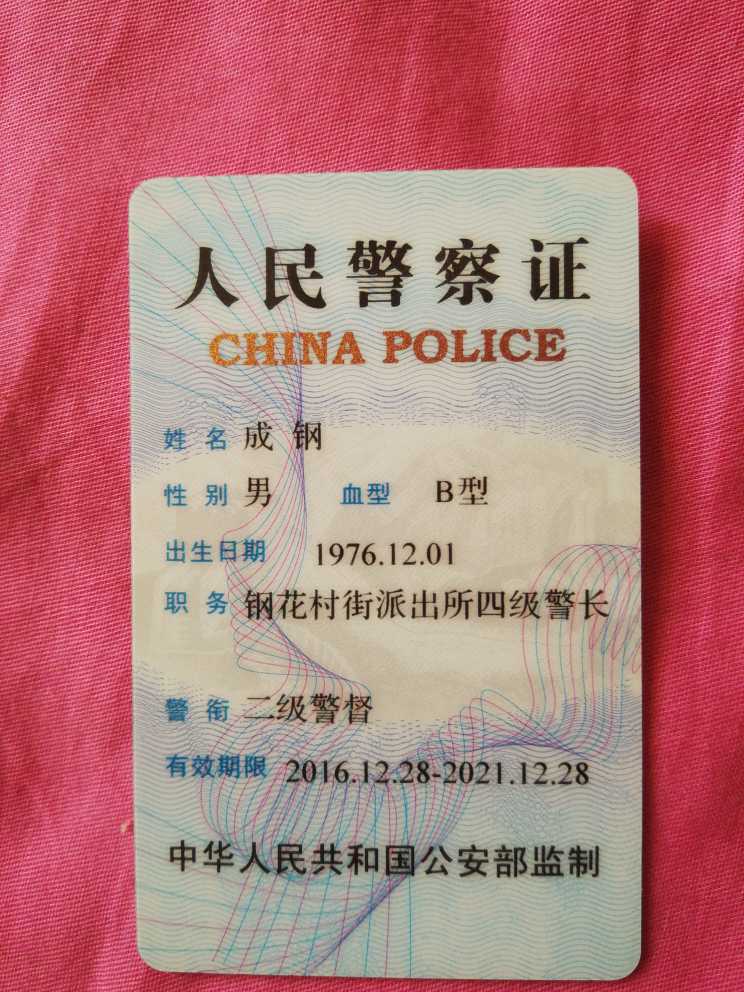 人民警察证
CHINA POLICE
姓 名 成 钢
性 别 男 血型 B型
出生日期 1976.12.01
职 务 钢花村街派出所四级警长
警 衔 二级警督
有效期限 2016.12.28-2021.12.28
中华人民共和国公安部监制